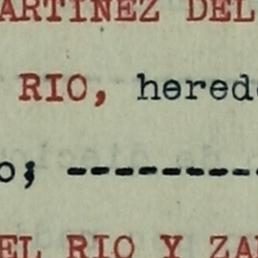 ARTINEZ DEL
RIO, hered
o; ----------
EL RIO Y ZA